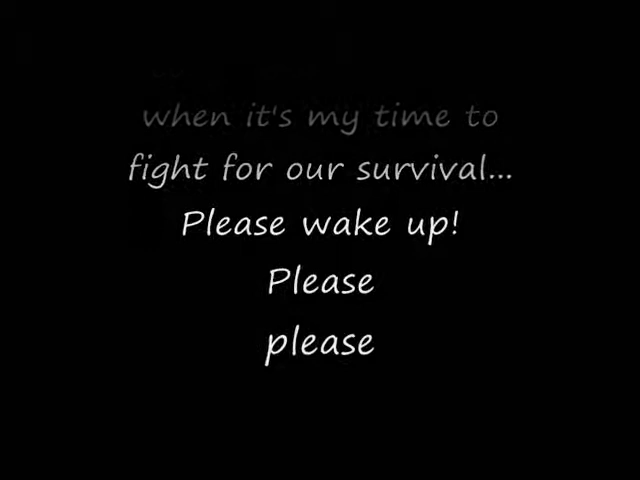 when it's my time to
fight for our survival...
Please wake up!
Please
please